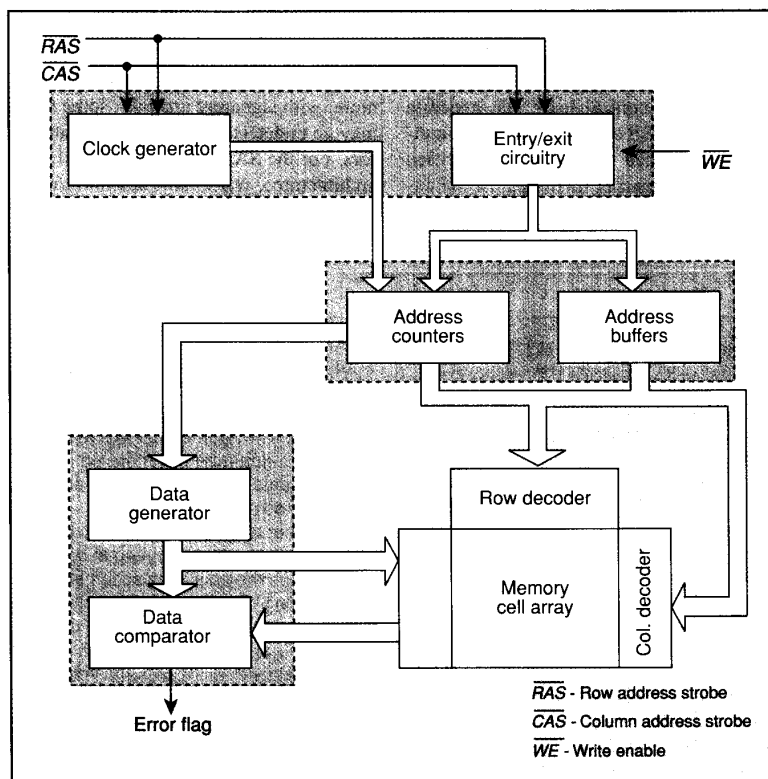 RAS
CAS
Clock generator
Entry/exit
circuitry
WE
Address
counters
Address
buffers
Data
generator
Row decoder
Memory
cell array
Col. decoder
Data
comparator
Error flag
RAS - Row address strobe
CAS - Column address strobe
WE - Write enable